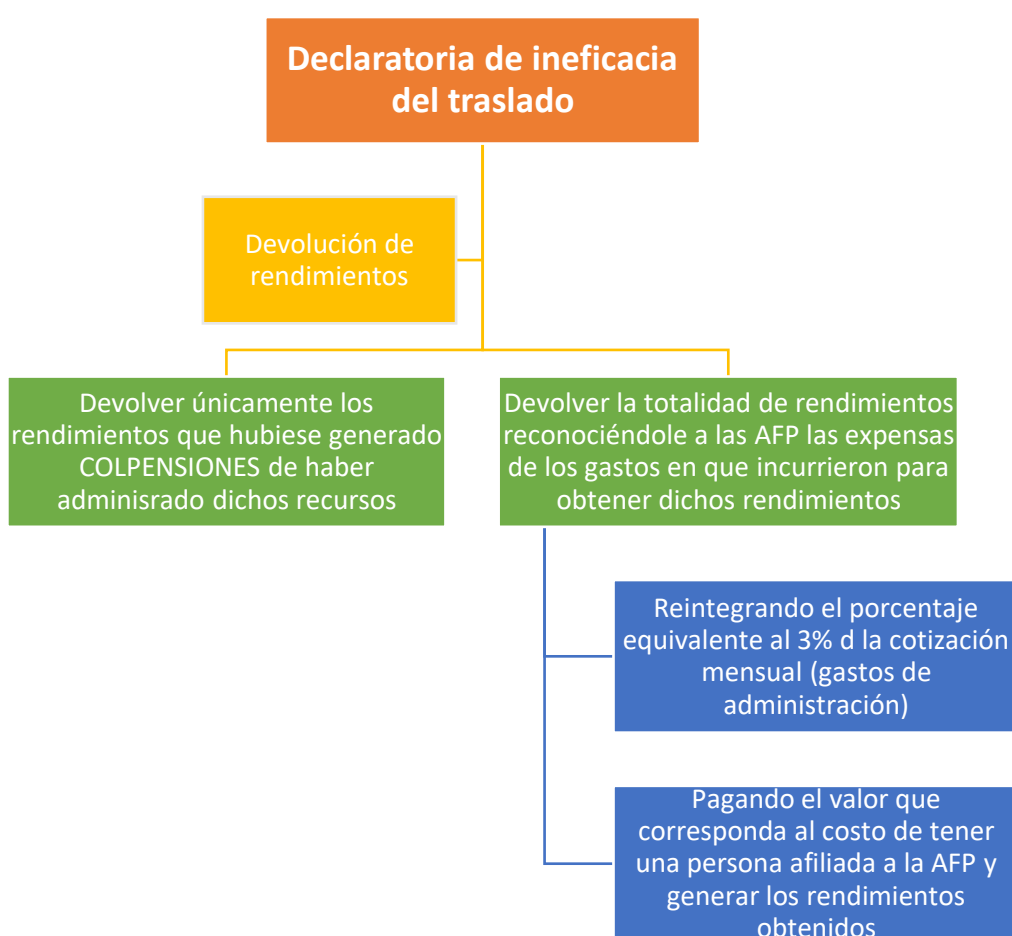 Declaratoria de ineficacia
del traslado
Devolución de
rendimientos
Devolver únicamente los
rendimientos que hubiese generado
COLPENSIONES de haber
adminisrado dichos recursos
Devolver la totalidad de rendimientos
reconociéndole a las AFP las expensas
de los gastos en que incurrieron para
obtener dichos rendimientos
Reintegrando el porcentaje
equivalente al 3% d la cotización
mensual (gastos de
administración)
Pagando el valor que
corresponda al costo de tener
una persona afiliada a la AFP y
generar los rendimientos
obtenidos